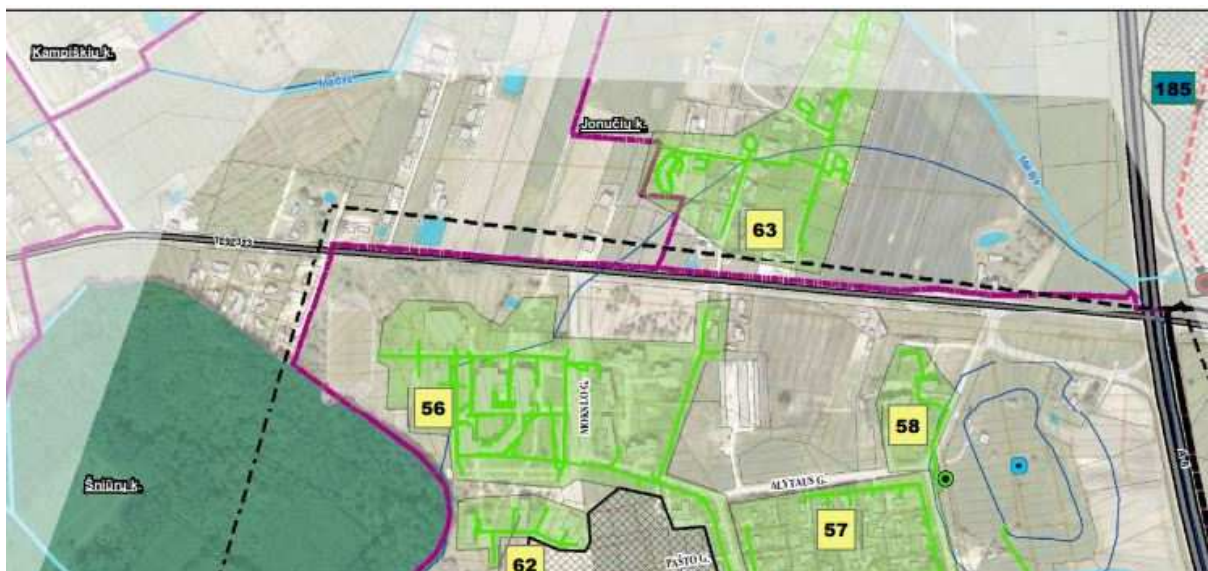 Kampiškių k.
185
Jonučių k.
63
56
MOKSLO G.
58
Šniūrų k.
ALYTAUS G.
57
62
PAŠTO G.